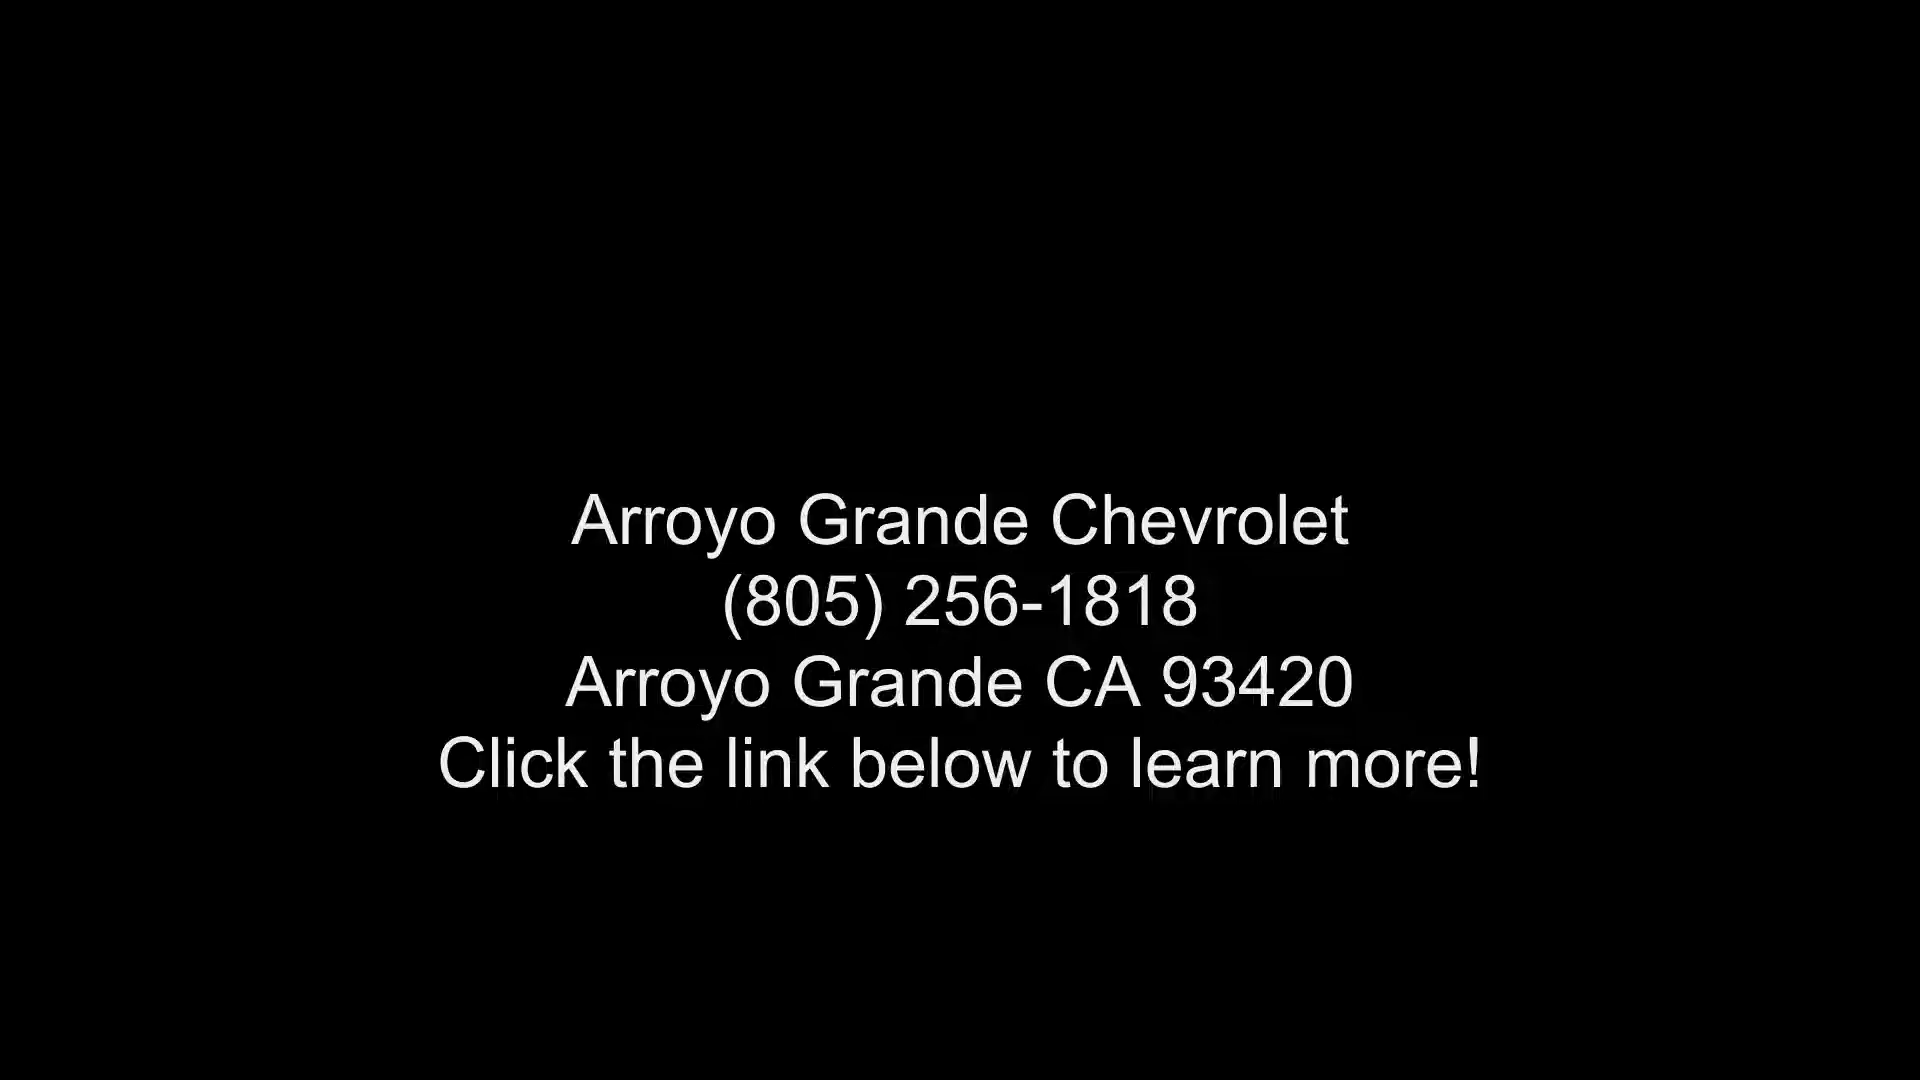 Arroyo Grande Chevrolet
(805) 256-1818
Arroyo Grande CA 93420
Click the link below to learn more!